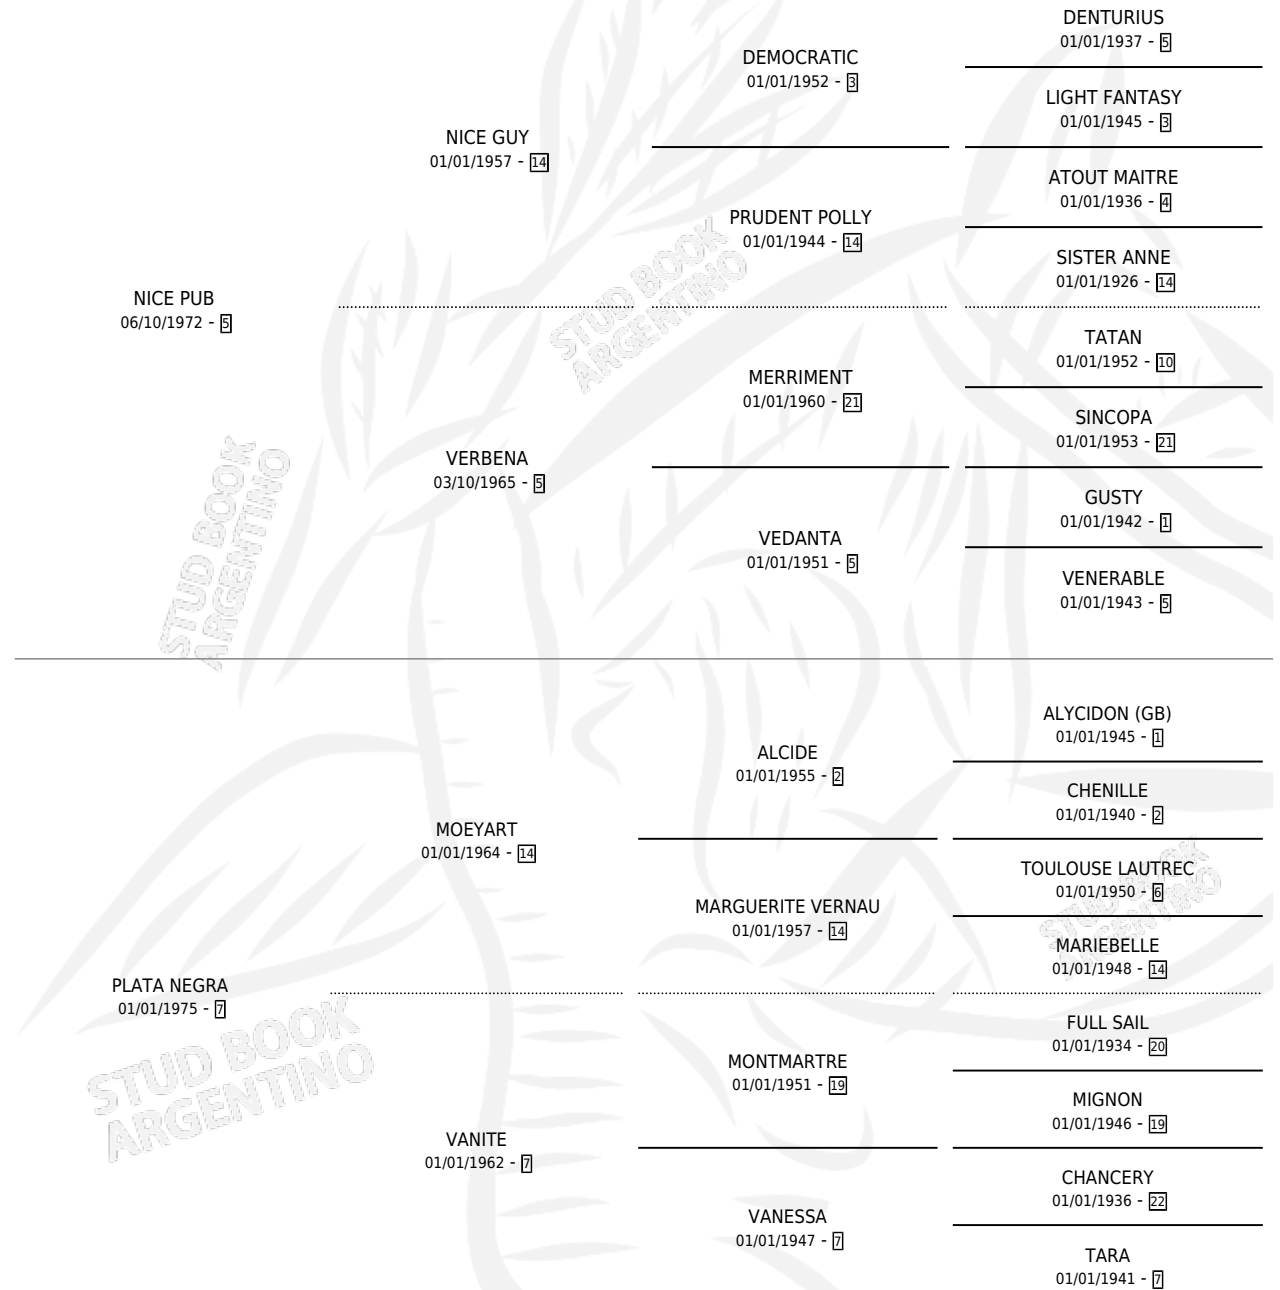 DENTURIUS
01/01/1937 - 5
DEMOCRATIC
01/01/1952 - 3
LIGHT FANTASY
01/01/1945 - 3
NICE GUY
01/01/1957 - 14
ATOUT MAITRE
01/01/1936 - 4
PRUDENT POLLY
01/01/1944 - 14
SISTER ANNE
01/01/1926 - 14
NICE PUB
06/10/1972 - 5
TATAN
01/01/1952 - 10
MERRIMENT
01/01/1960 - 21
SINCOPA
01/01/1953 - 21
VERBENA
03/10/1965 - 5
GUSTY
01/01/1942 - 1
VEDANTA
01/01/1951 - 5
VENERABLE
01/01/1943 - 5
ALYCIDON (GB)
01/01/1945 - 1
ALCIDE
01/01/1955 - 2
CHENILLE
01/01/1940 - 2
MOEYART
01/01/1964 - 14
TOULOUSE LAUTREC
01/01/1950 - 6
MARGUERITE VERNAU
01/01/1957 - 14
MARIEBELLE
01/01/1948 - 14
PLATA NEGRA
01/01/1975 - 7
FULL SAIL
01/01/1934 - 20
MONTMARTRE
01/01/1951 - 19
MIGNON
01/01/1946 - 19
VANITE
01/01/1962 - 7
CHANCERY
01/01/1936 - 22
VANESSA
01/01/1947 - 7
TARA
01/01/1941 - 7
STUD BOOK
ARGENTINO
STUD BOOK
ARGENTINO
STUD BOOK
ARGENTINO
STUD BOOK
ARGENTINO